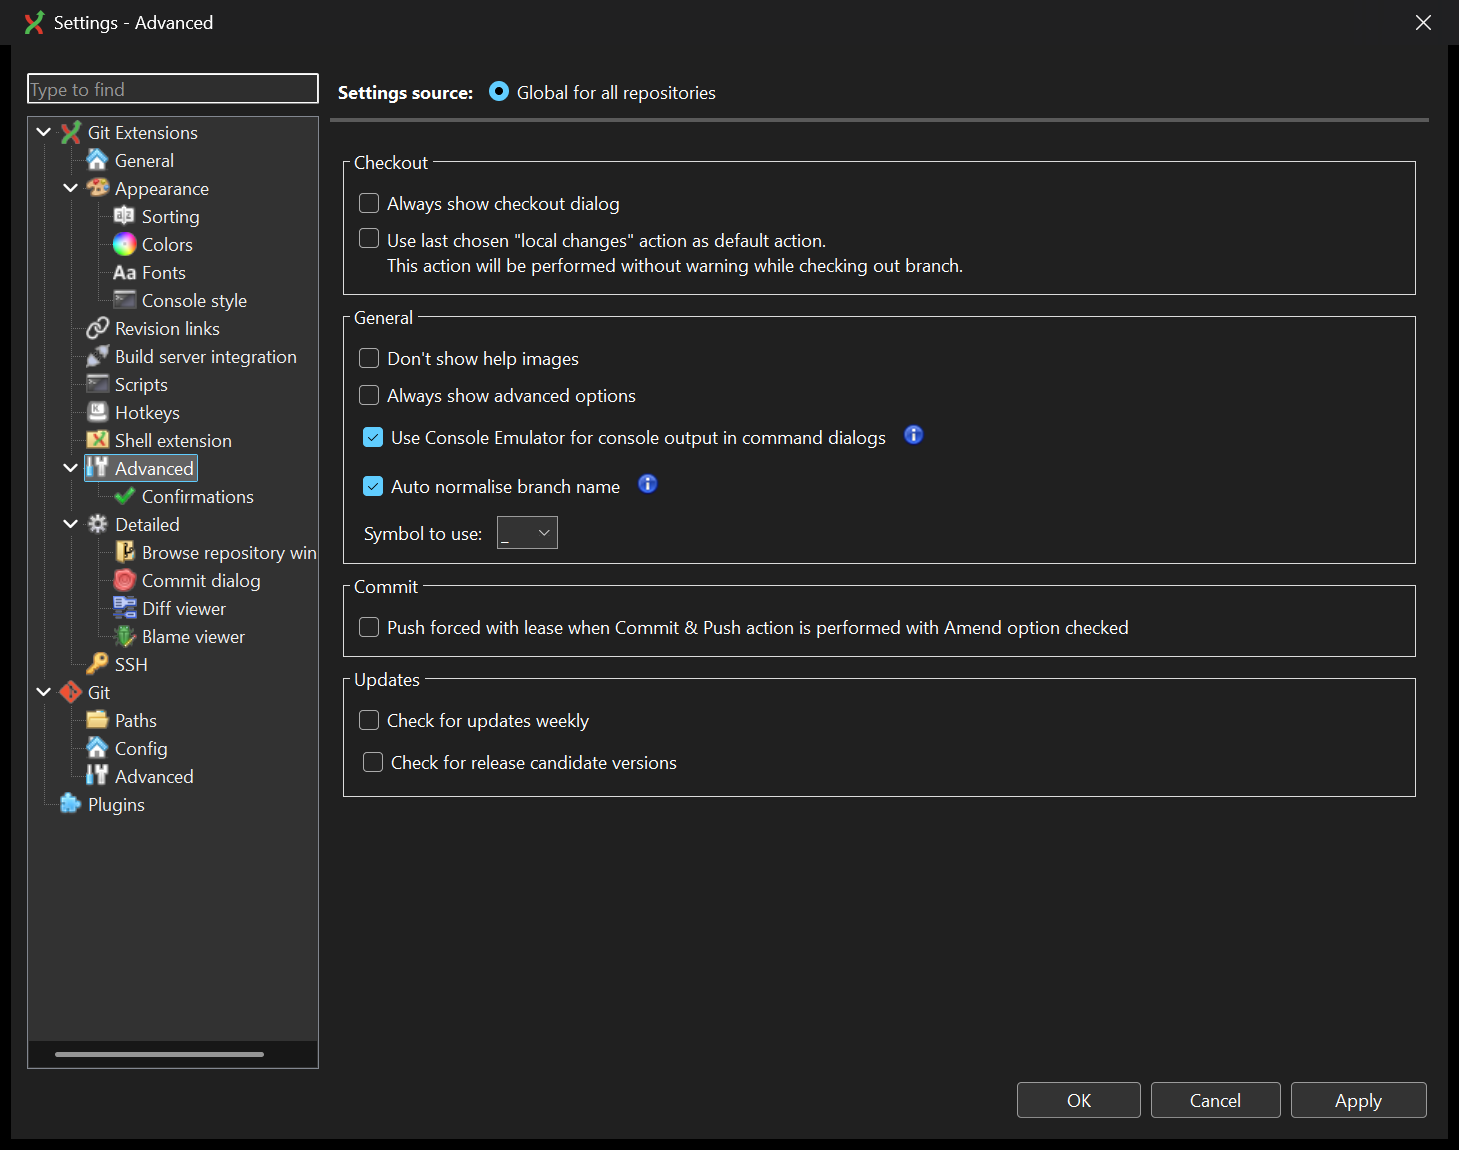 Settings - Advanced
Type to find
Git Extensions
General
Appearance
Sorting
Colors
Aa Fonts
Console style
Revision links
Build server integration
Scripts
Hotkeys
Shell extension
Advanced
Confirmations
Detailed
Browse repository win
Commit dialog
Diff viewer
Blame viewer
SSH
Git
Paths
Config
Advanced
Plugins
Settings source: Global for all repositories
Checkout
Always show checkout dialog
Use last chosen "local changes" action as default action.
This action will be performed without warning while checking out branch.
General
Don't show help images
Always show advanced options
Use Console Emulator for console output in command dialogs
Auto normalise branch name
Symbol to use: _
Commit
Push forced with lease when Commit & Push action is performed with Amend option checked
Updates
Check for updates weekly
Check for release candidate versions
OK Cancel Apply